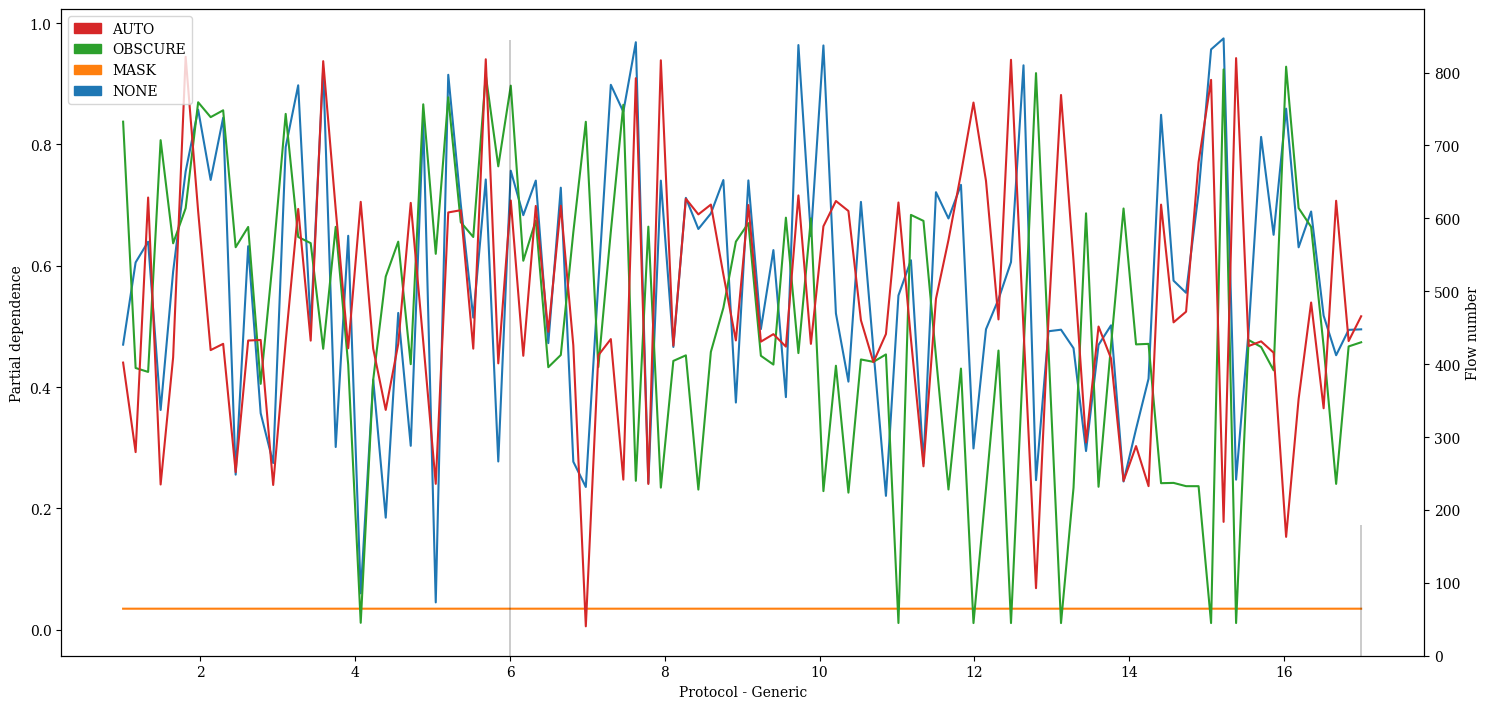 AUTO
OBSCURE
MASK
NONE
1.0
0.8
0.6
0.4
0.2
0.0
Partial dependence
2 4 6 8 10 12 14 16
Protocol - Generic
800
700
600
500
400
300
200
100
0
Flow number